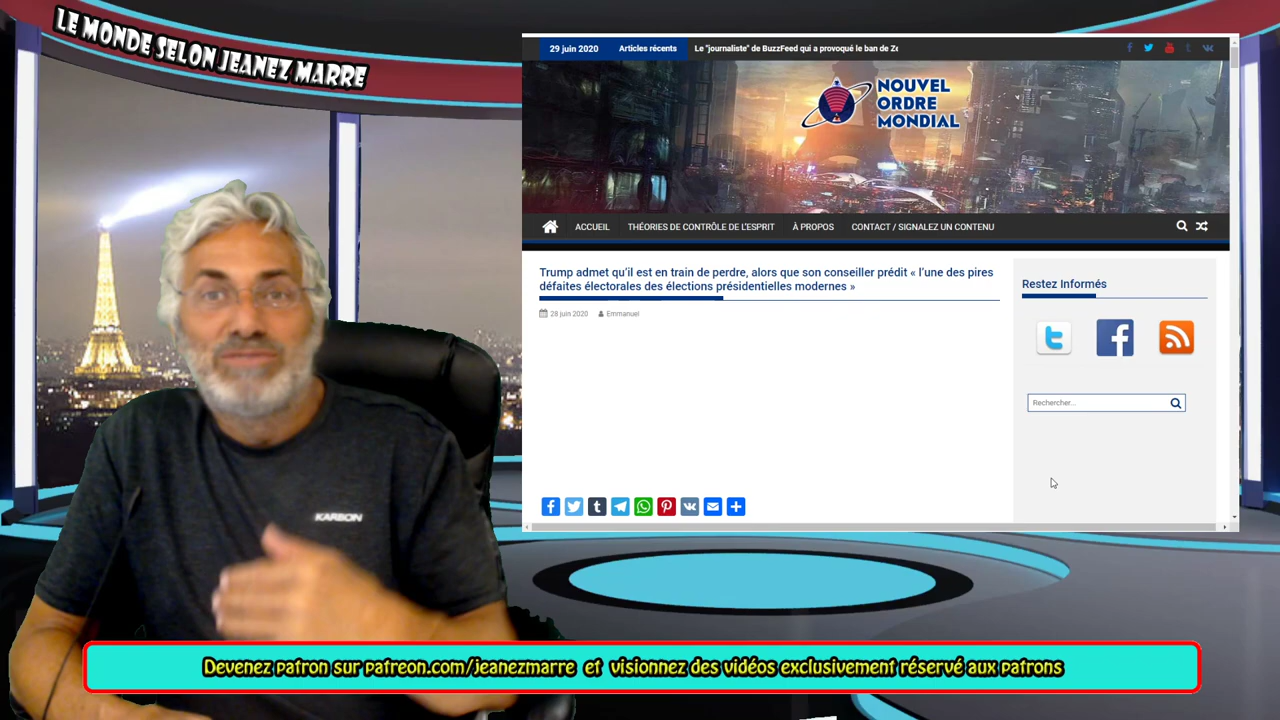 LE MONDE SELON JEANEZ MARRE
29 juin 2020
Articles récents
Le "journaliste" de BuzzFeed qui a provoqué le ban de Ze
NOUVEL
ORDRE
MONDIAL
ACCUEIL
THÉORIES DE CONTRÔLE DE L'ESPRIT
À PROPOS
CONTACT / SIGNALEZ UN CONTENU
Trump admet qu'il est en train de perdre, alors que son conseiller prédit « l'une des pires
défaites électorales des élections présidentielles modernes »
28 juin 2020
Emmanuel
Restez Informés
Rechercher...
KARBON
Devenez patron sur patreon.com/jeanezmarre et visionnez des vidéos exclusivement réservé aux patrons